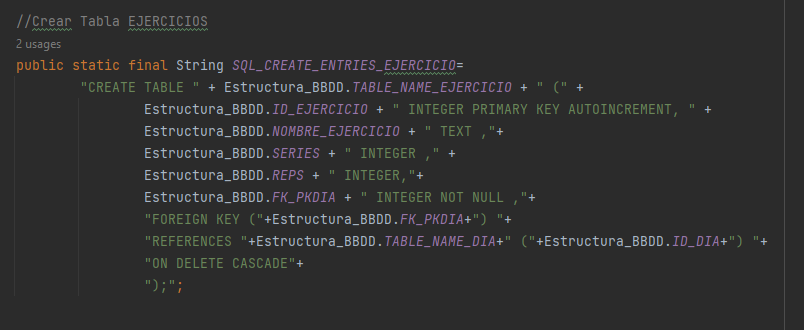 //Crear Tabla EJERCICIOS
2 usages
public static final String SQL_CREATE_ENTRIES_EJERCICIO=
"CREATE TABLE " + Estructura_BBDD.TABLE_NAME_EJERCICIO + " (" +
Estructura_BBDD.ID_EJERCICIO + " INTEGER PRIMARY KEY AUTOINCREMENT, " +
Estructura_BBDD.NOMBRE_EJERCICIO + " TEXT ,"+
Estructura_BBDD.SERIES + " INTEGER ," +
Estructura_BBDD.REPS + " INTEGER,"+
Estructura_BBDD.FK_PKDIA + " INTEGER NOT NULL ,"+
"FOREIGN KEY ("+Estructura_BBDD.FK_PKDIA+") "+
"REFERENCES "+Estructura_BBDD.TABLE_NAME_DIA+" ("+Estructura_BBDD.ID_DIA+") "+
"ON DELETE CASCADE"+
");";